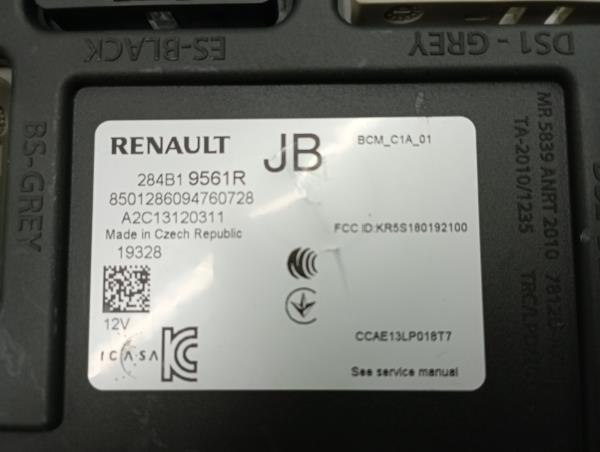 ES-BLACK
DS1 - GREY
BS-GREY
RENAULT
JB
BCM_C1A_01
284B1 9561R
8501286094760728
A2C13120311
Made in Czech Republic
19328
FCC ID:KR5S180192100
12V
ICASA
CCAE13LP018T7
See service manual
MR 5839 ANRT 2010
TA-2010/1235